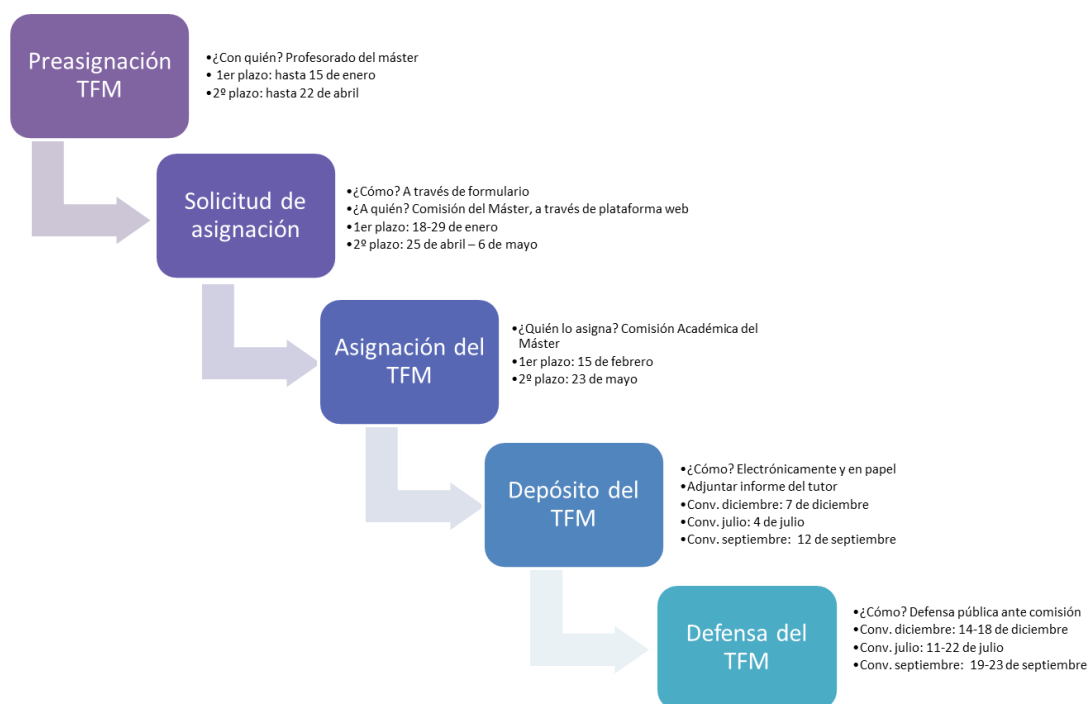 Preasignación
TFM
•¿Con quién? Profesorado del máster
• 1er plazo: hasta 15 de enero
•2º plazo: hasta 22 de abril
Solicitud de
asignación
•¿Cómo? A través de formulario
•¿A quién? Comisión del Máster, a través de plataforma web
•1er plazo: 18-29 de enero
•2º plazo: 25 de abril – 6 de mayo
Asignación del
TFM
•¿Quién lo asigna? Comisión Académica del
Máster
•1er plazo: 15 de febrero
•2º plazo: 23 de mayo
Depósito del
TFM
•¿Cómo? Electrónicamente y en papel
•Adjuntar informe del tutor
•Conv. diciembre: 7 de diciembre
•Conv. julio: 4 de julio
•Conv. septiembre: 12 de septiembre
Defensa del
TFM
•¿Cómo? Defensa pública ante comisión
•Conv. diciembre: 14-18 de diciembre
•Conv. julio: 11-22 de julio
•Conv. septiembre: 19-23 de septiembre